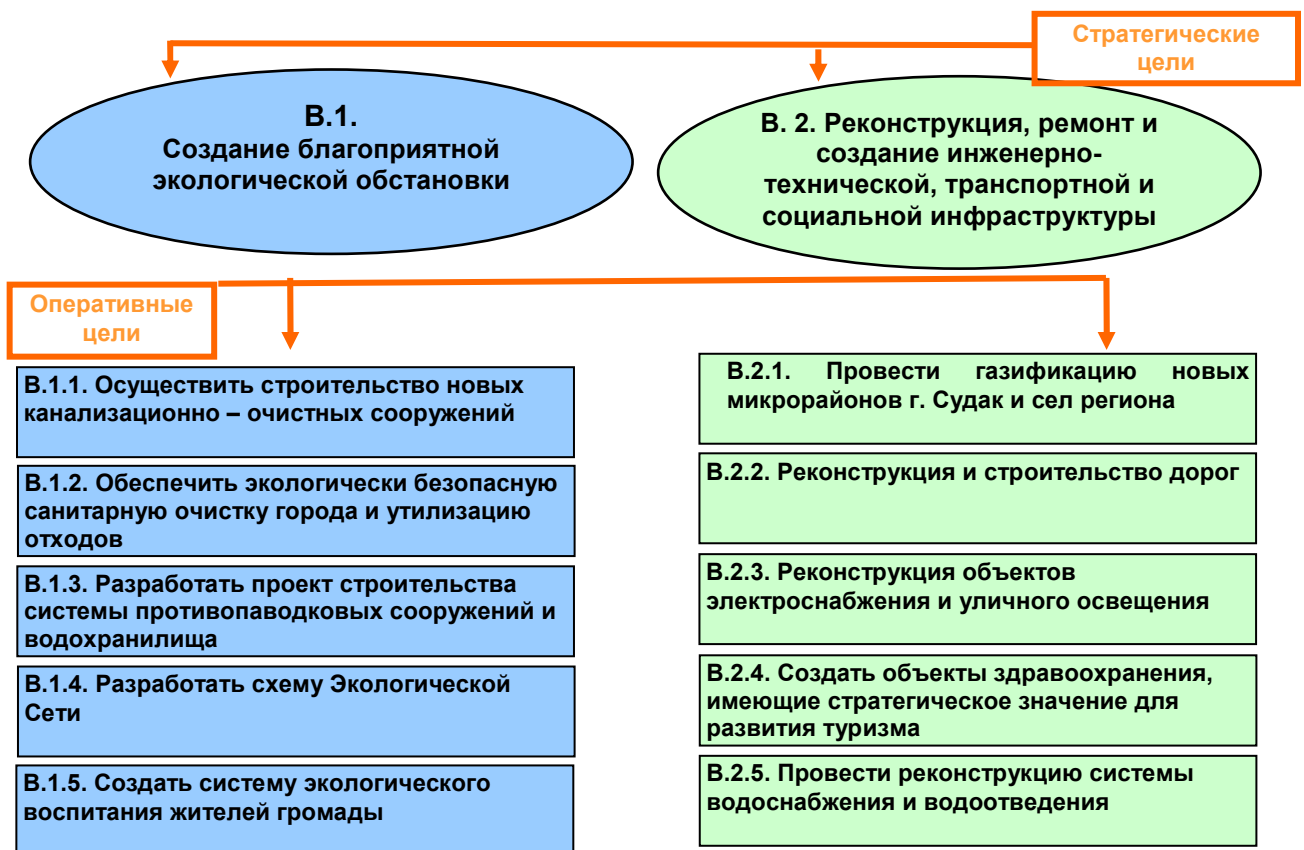 Стратегические
цели
В.1.
Создание благоприятной
экологической обстановки
В. 2. Реконструкция, ремонт и
создание инженерно-
технической, транспортной и
социальной инфраструктуры
Оперативные
цели
В.1.1. Осуществить строительство новых
канализационно – очистных сооружений
В.1.2. Обеспечить экологически безопасную
санитарную очистку города и утилизацию
отходов
В.1.3. Разработать проект строительства
системы противопаводковых сооружений и
водохранилища
В.1.4. Разработать схему Экологической
Сети
В.1.5. Создать систему экологического
воспитания жителей громады
В.2.1. Провести газификацию новых
микрорайонов г. Судак и сел региона
В.2.2. Реконструкция и строительство дорог
В.2.3. Реконструкция объектов
электроснабжения и уличного освещения
В.2.4. Создать объекты здравоохранения,
имеющие стратегическое значение для
развития туризма
В.2.5. Провести реконструкцию системы
водоснабжения и водоотведения